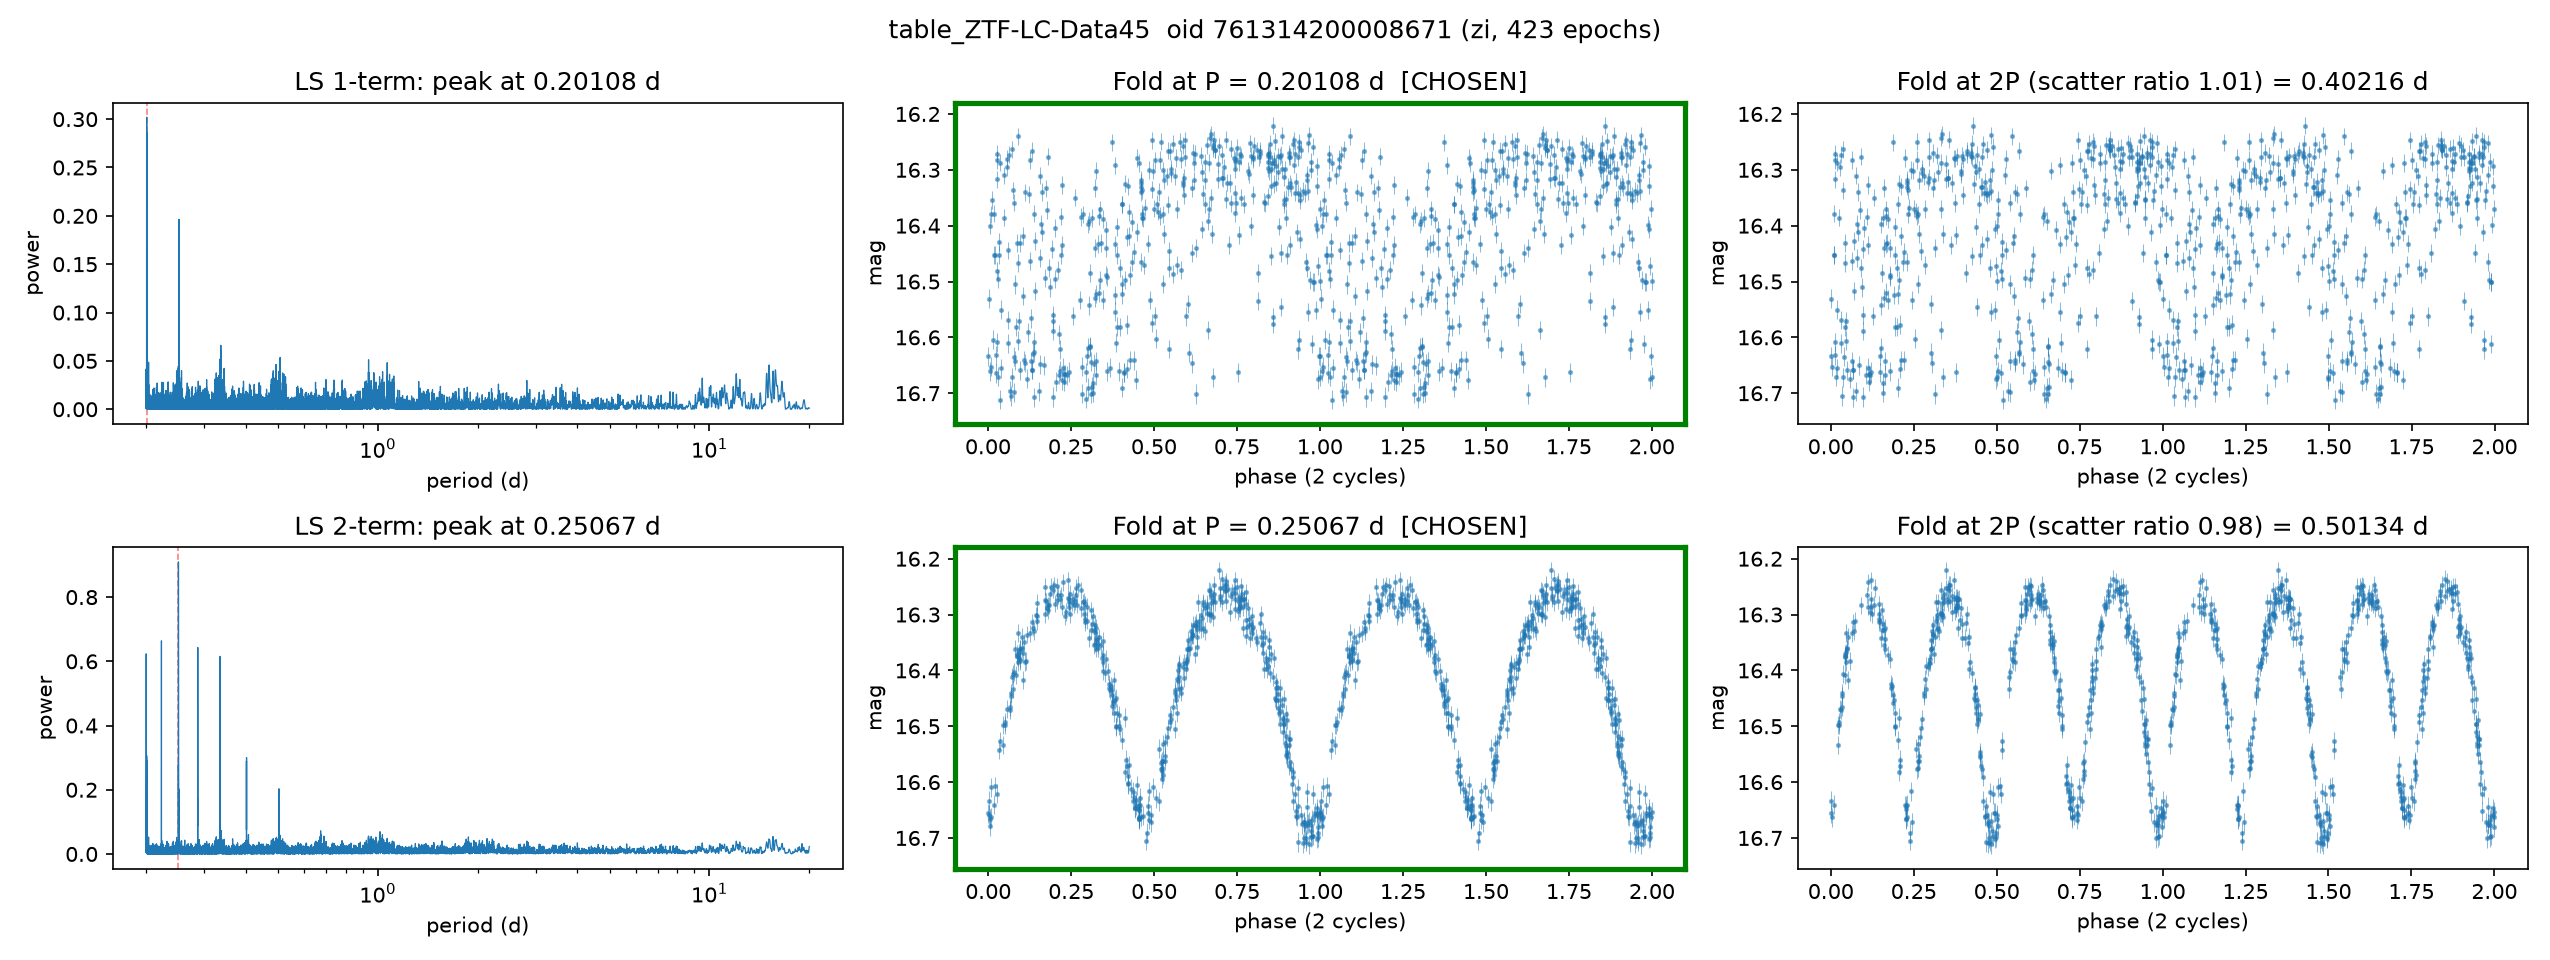 table_ZTF-LC-Data45  oid 761314200008671 (zi, 423 epochs)
LS 1-term: peak at 0.20108 d
Fold at P = 0.20108 d  [CHOSEN]
Fold at 2P (scatter ratio 1.01) = 0.40216 d
power
0.30
0.25
0.20
0.15
0.10
0.05
0.00
10⁰
10¹
period (d)
mag
16.2
16.3
16.4
16.5
16.6
16.7
0.00 0.25 0.50 0.75 1.00 1.25 1.50 1.75 2.00
phase (2 cycles)
mag
16.2
16.3
16.4
16.5
16.6
16.7
0.00 0.25 0.50 0.75 1.00 1.25 1.50 1.75 2.00
phase (2 cycles)
LS 2-term: peak at 0.25067 d
Fold at P = 0.25067 d  [CHOSEN]
Fold at 2P (scatter ratio 0.98) = 0.50134 d
power
0.8
0.6
0.4
0.2
0.0
10⁰
10¹
period (d)
mag
16.2
16.3
16.4
16.5
16.6
16.7
0.00 0.25 0.50 0.75 1.00 1.25 1.50 1.75 2.00
phase (2 cycles)
mag
16.2
16.3
16.4
16.5
16.6
16.7
0.00 0.25 0.50 0.75 1.00 1.25 1.50 1.75 2.00
phase (2 cycles)